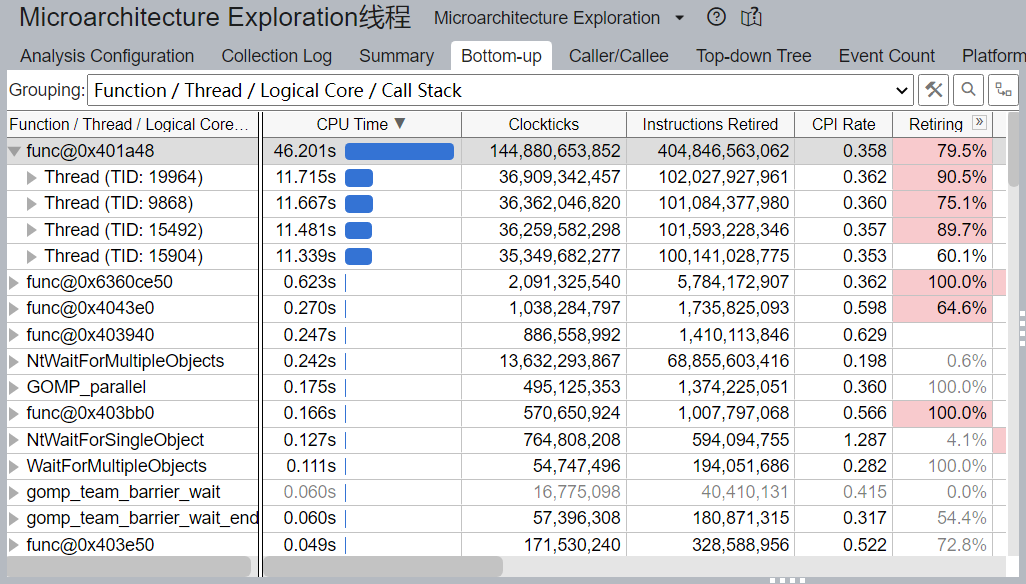 Microarchitecture Exploration线程 Microarchitecture Exploration
Analysis Configuration Collection Log Summary Bottom-up Caller/Callee Top-down Tree Event Count Platform
Grouping: Function / Thread / Logical Core / Call Stack
Function / Thread / Logical Core… CPU Time ▼ Clockticks Instructions Retired CPI Rate Retiring »
func@0x401a48 46.201s 144,880,653,852 404,846,563,062 0.358 79.5%
Thread (TID: 19964) 11.715s 36,909,342,457 102,027,927,961 0.362 90.5%
Thread (TID: 9868) 11.667s 36,362,046,820 101,084,377,980 0.360 75.1%
Thread (TID: 15492) 11.481s 36,259,582,298 101,593,228,346 0.357 89.7%
Thread (TID: 15904) 11.339s 35,349,682,277 100,141,028,775 0.353 60.1%
func@0x6360ce50 0.623s 2,091,325,540 5,784,172,907 0.362 100.0%
func@0x4043e0 0.270s 1,038,284,797 1,735,825,093 0.598 64.6%
func@0x403940 0.247s 886,558,992 1,410,113,846 0.629
NtWaitForMultipleObjects 0.242s 13,632,293,867 68,855,603,416 0.198 0.6%
GOMP_parallel 0.175s 495,125,353 1,374,225,051 0.360 100.0%
func@0x403bb0 0.166s 570,650,924 1,007,797,068 0.566 100.0%
NtWaitForSingleObject 0.127s 764,808,208 594,094,755 1.287 4.1%
WaitForMultipleObjects 0.111s 54,747,496 194,051,686 0.282 100.0%
gomp_team_barrier_wait 0.060s 16,775,098 40,410,131 0.415 0.0%
gomp_team_barrier_wait_end 0.060s 57,396,308 180,871,315 0.317 54.4%
func@0x403e50 0.049s 171,530,240 328,588,956 0.522 72.8%